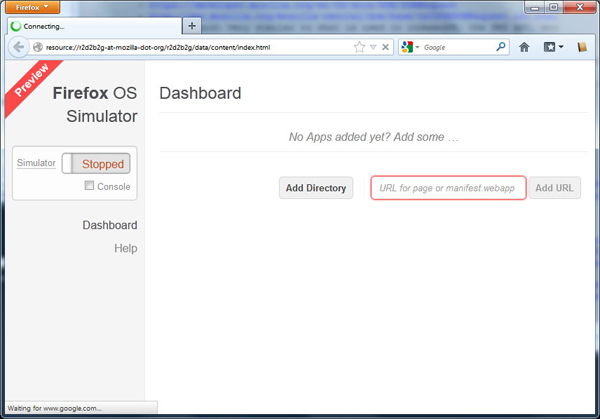 Firefox
Connecting...
resource://r2d2b2g-at-mozilla-dot-org/r2d2b2g/data/content/index.html
Google
Preview
Firefox OS
Simulator
Dashboard
No Apps added yet? Add some …
Simulator
Stopped
Console
Add Directory
URL for page or manifest.webapp
Add URL
Dashboard
Help
Waiting for www.google.com...